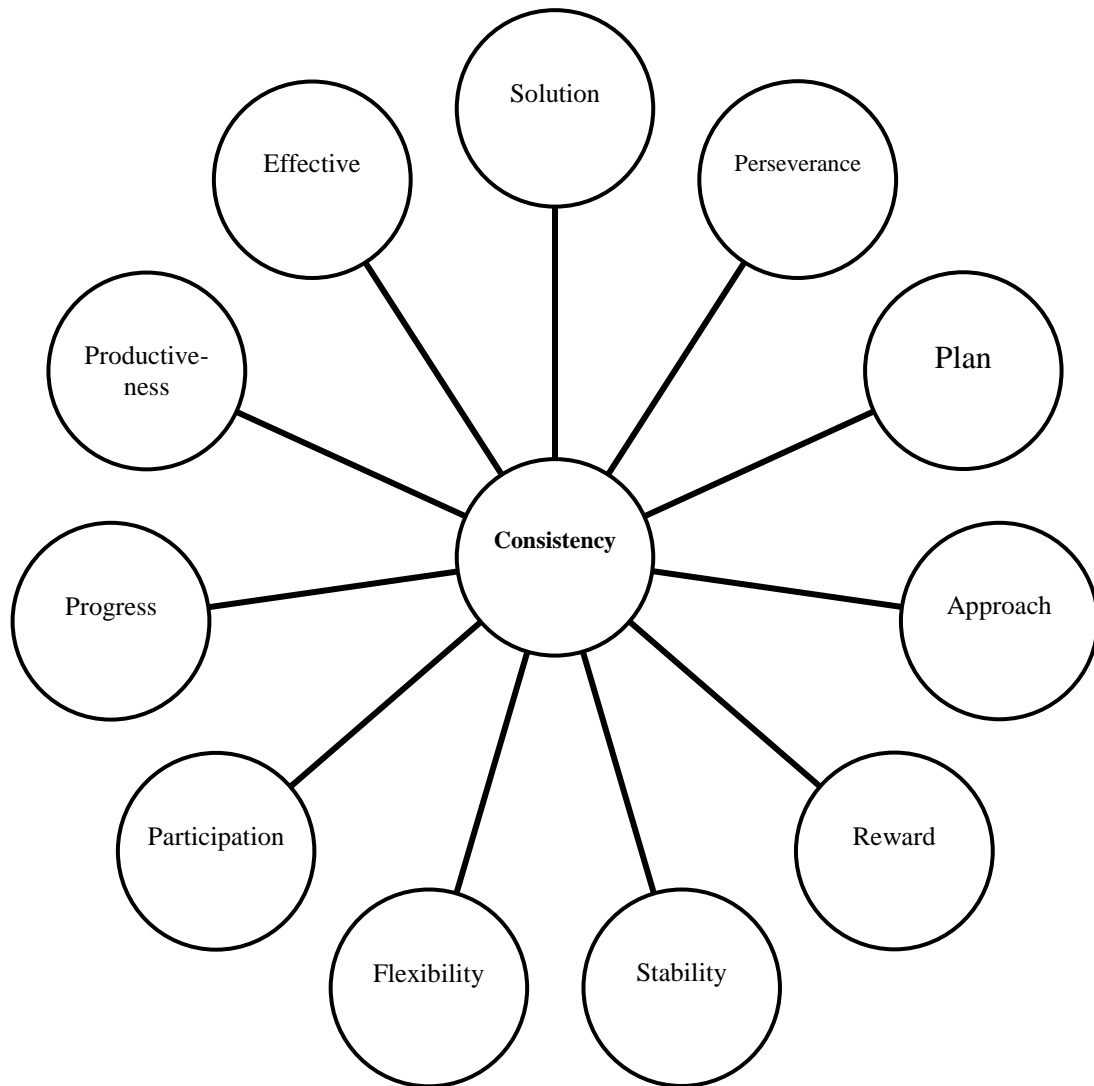 Solution
Effective
Perseverance
Productive-
ness
Plan
Consistency
Progress
Approach
Participation
Reward
Flexibility
Stability